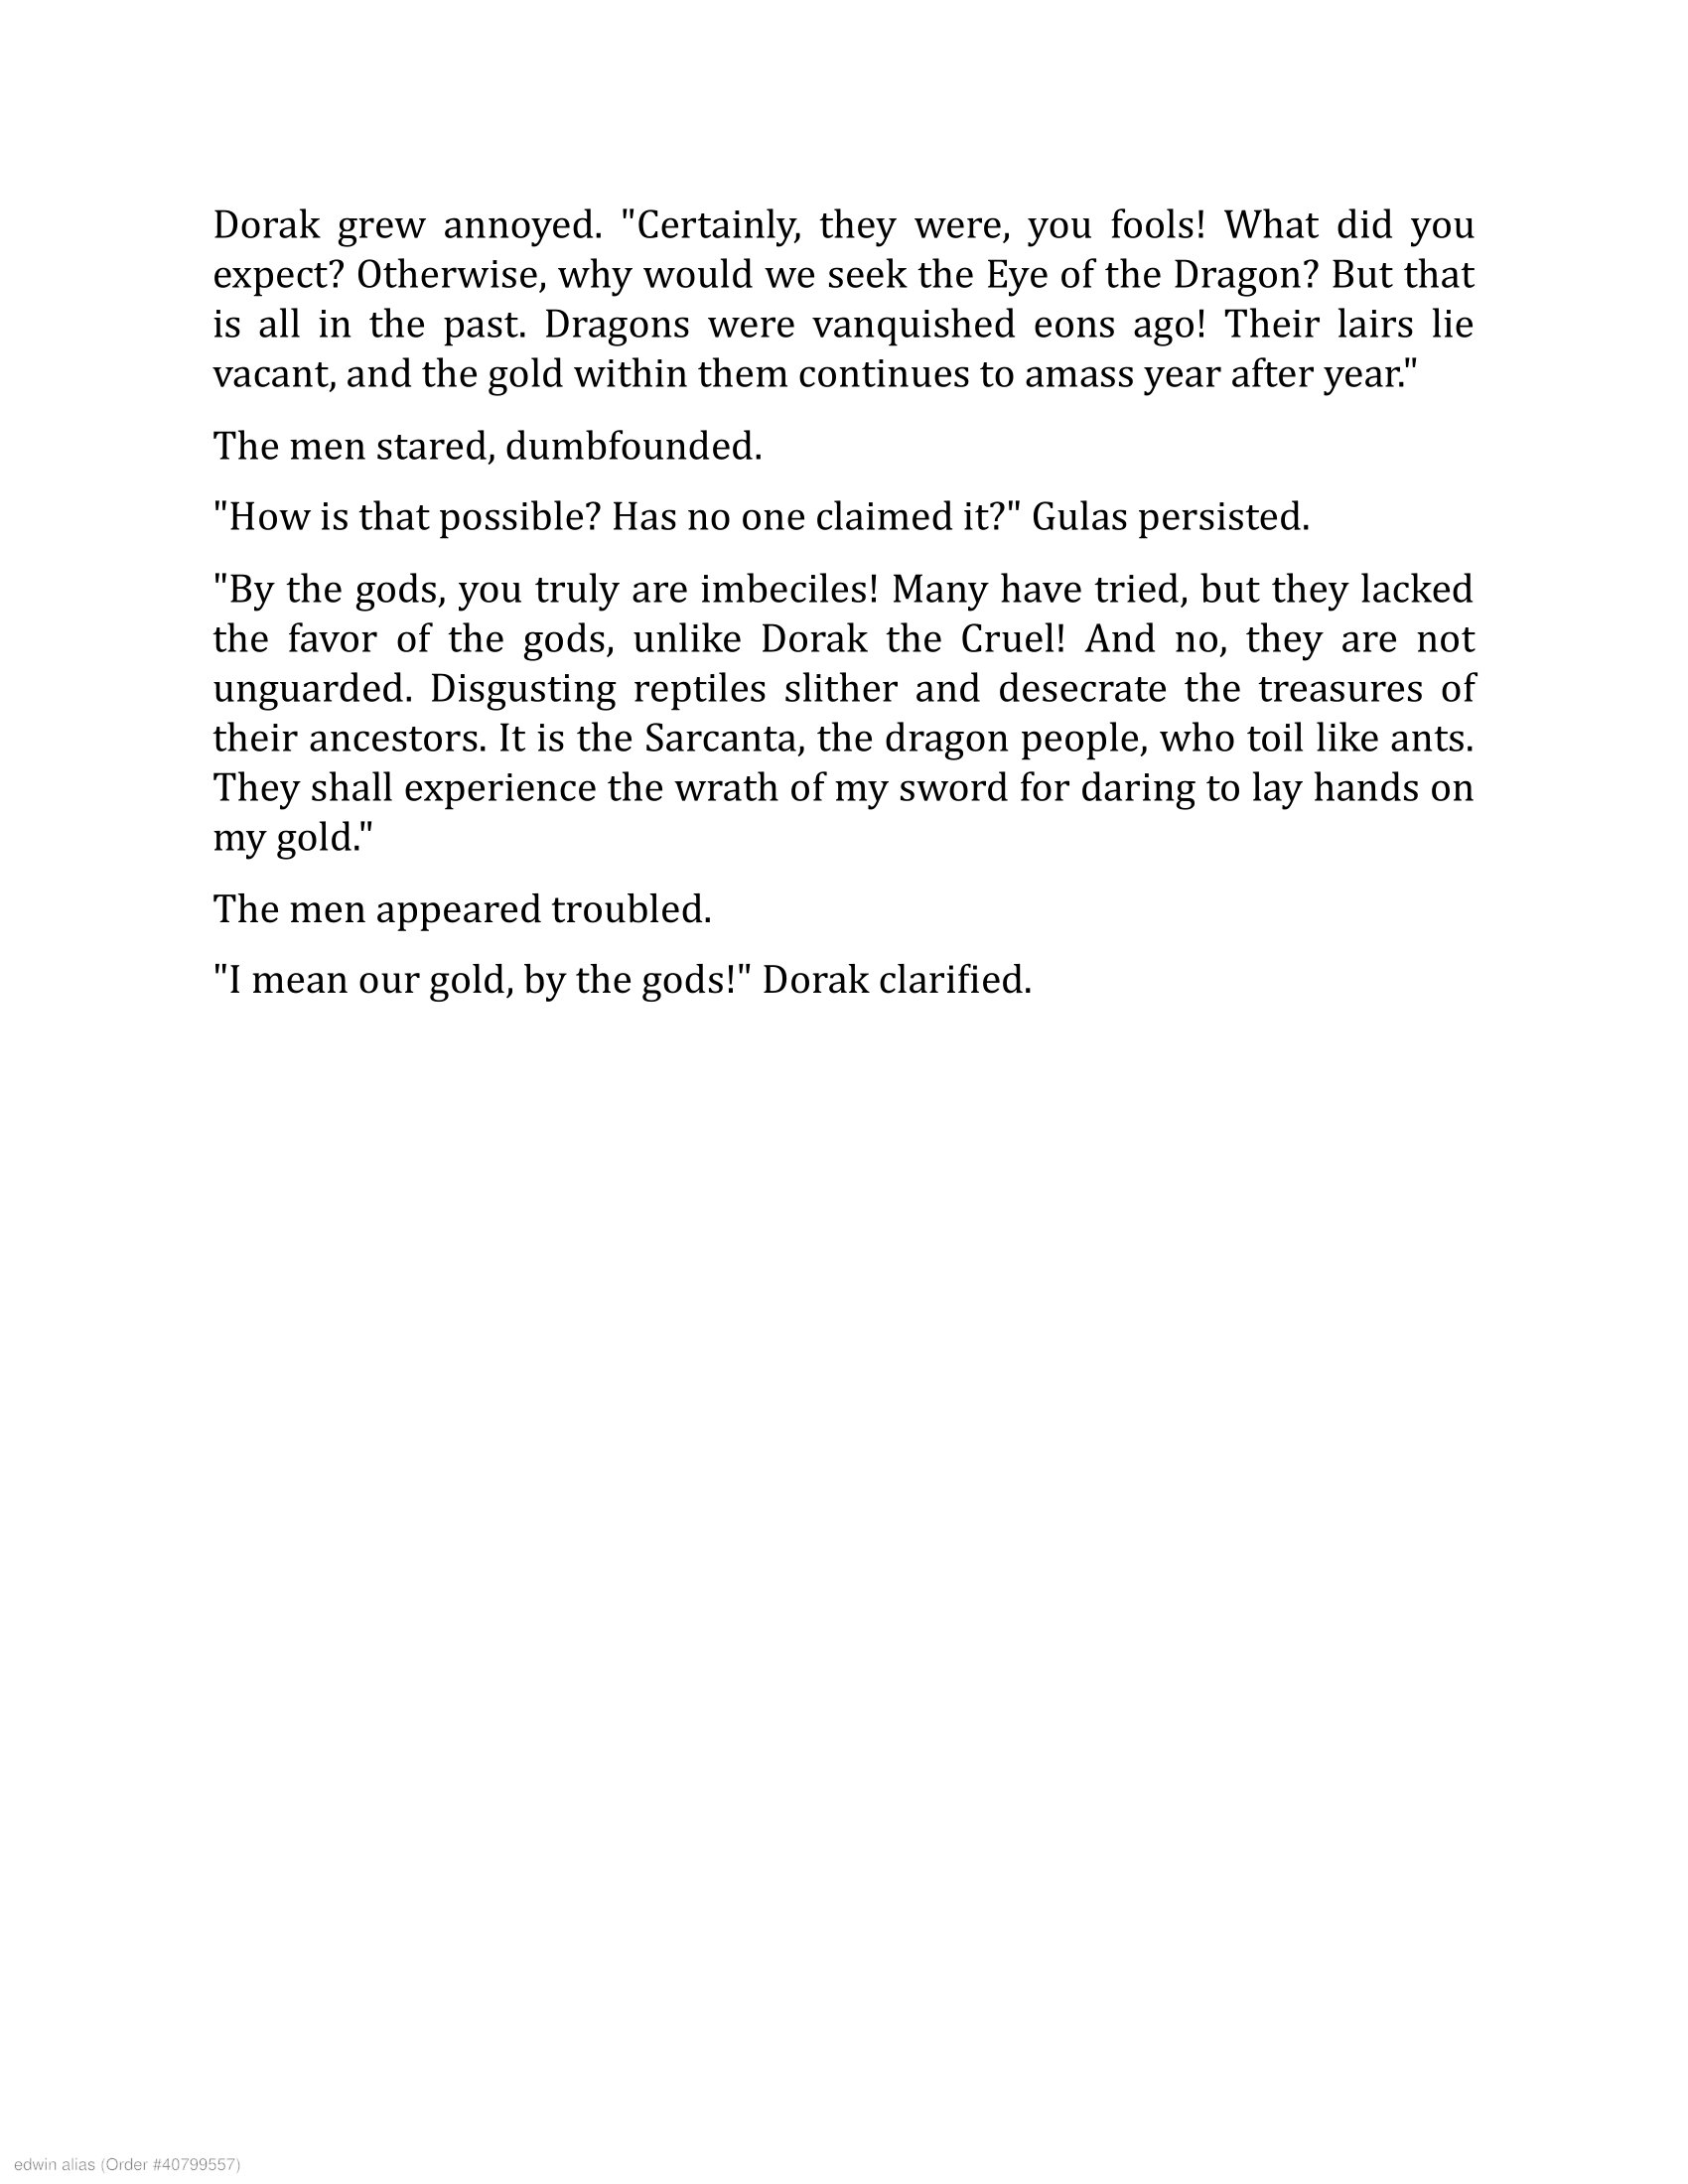 Dorak grew annoyed. "Certainly, they were, you fools! What did you
expect? Otherwise, why would we seek the Eye of the Dragon? But that
is all in the past. Dragons were vanquished eons ago! Their lairs lie
vacant, and the gold within them continues to amass year after year."
The men stared, dumbfounded.
"How is that possible? Has no one claimed it?" Gulas persisted.
"By the gods, you truly are imbeciles! Many have tried, but they lacked
the favor of the gods, unlike Dorak the Cruel! And no, they are not
unguarded. Disgusting reptiles slither and desecrate the treasures of
their ancestors. It is the Sarcanta, the dragon people, who toil like ants.
They shall experience the wrath of my sword for daring to lay hands on
my gold."
The men appeared troubled.
"I mean our gold, by the gods!" Dorak clarified.
edwin alias (Order #40799557)